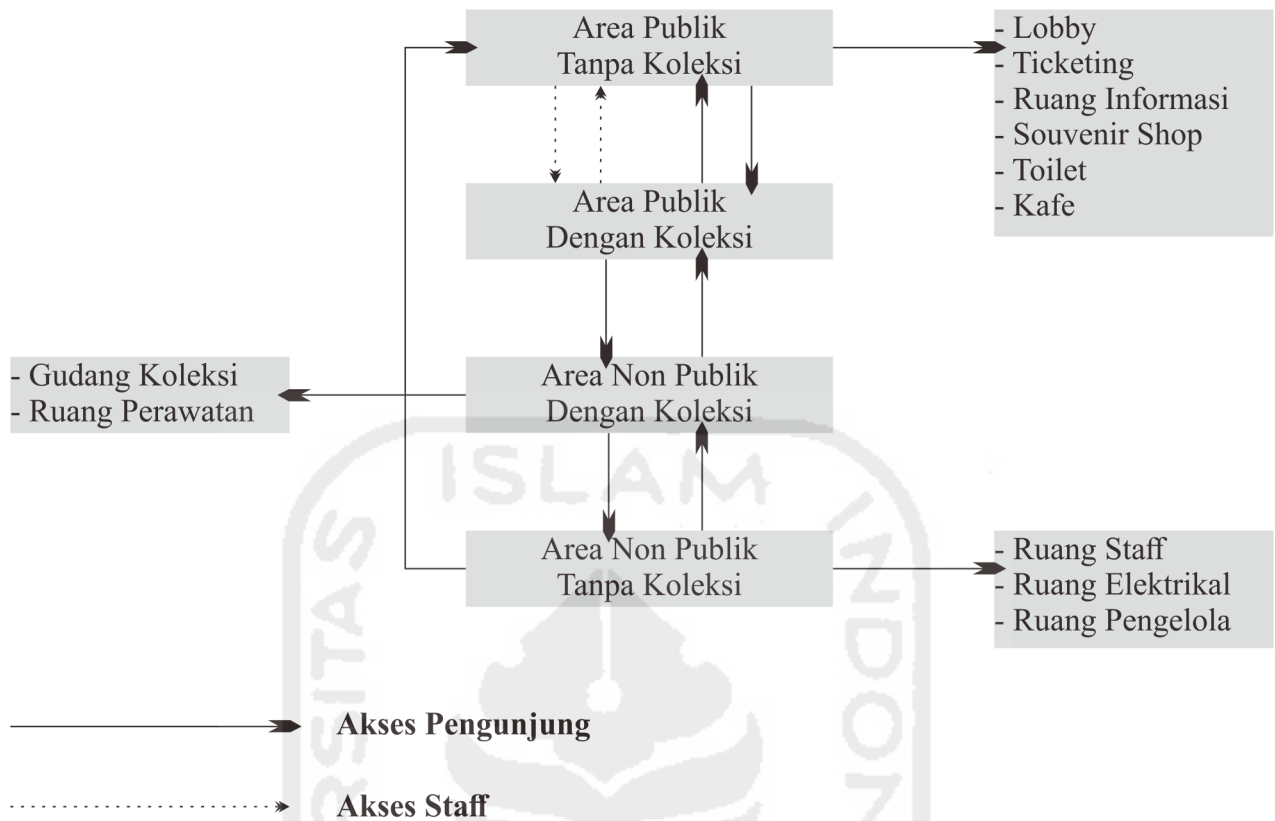 Area Publik
Tanpa Koleksi
- Lobby
- Ticketing
- Ruang Informasi
- Souvenir Shop
- Toilet
- Kafe
Area Publik
Dengan Koleksi
- Gudang Koleksi
- Ruang Perawatan
Area Non Publik
Dengan Koleksi
Area Non Publik
Tanpa Koleksi
- Ruang Staff
- Ruang Elektrikal
- Ruang Pengelola
Akses Pengunjung
Akses Staff
ISLAM